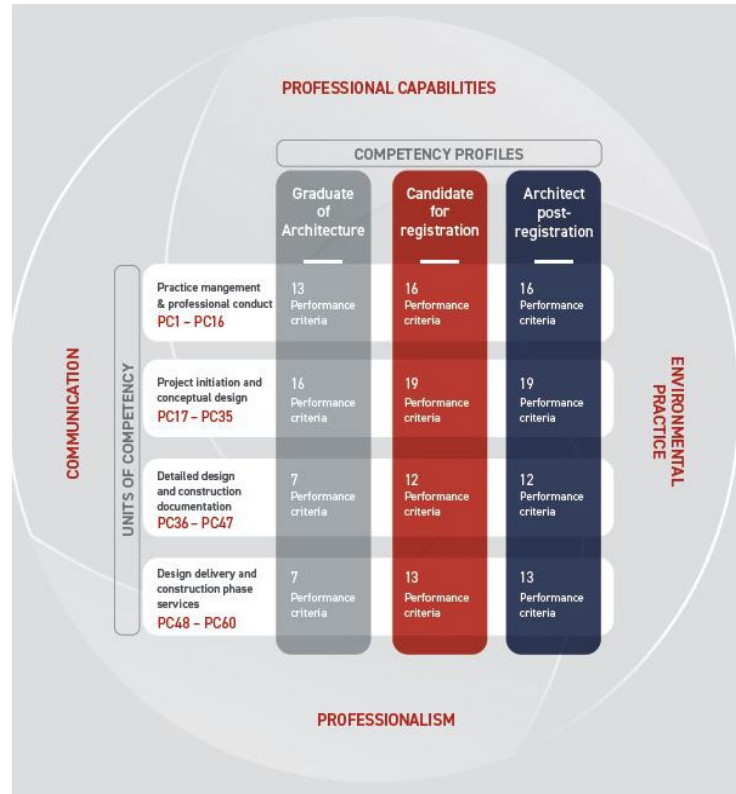 PROFESSIONAL CAPABILITIES
COMPETENCY PROFILES
Graduate
of
Architecture
Candidate
for
registration
Architect
post-
registration
COMMUNICATION
UNITS OF COMPETENCY
Practice mangement
& professional conduct
PC1 – PC16
13
Performance
criteria
16
Performance
criteria
16
Performance
criteria
Project initiation and
conceptual design
PC17 – PC35
16
Performance
criteria
19
Performance
criteria
19
Performance
criteria
Detailed design
and construction
documentation
PC36 – PC47
7
Performance
criteria
12
Performance
criteria
12
Performance
criteria
Design delivery and
construction phase
services
PC48 – PC60
7
Performance
criteria
13
Performance
criteria
13
Performance
criteria
ENVIRONMENTAL
PRACTICE
PROFESSIONALISM